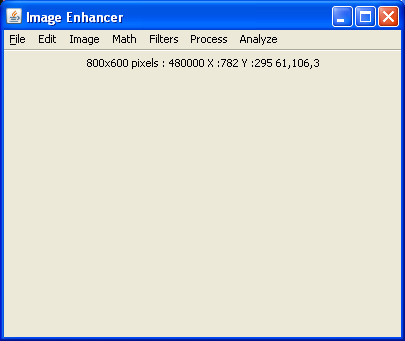 Image Enhancer
File Edit Image Math Filters Process Analyze
800x600 pixels : 480000 X :782 Y :295 61,106,3